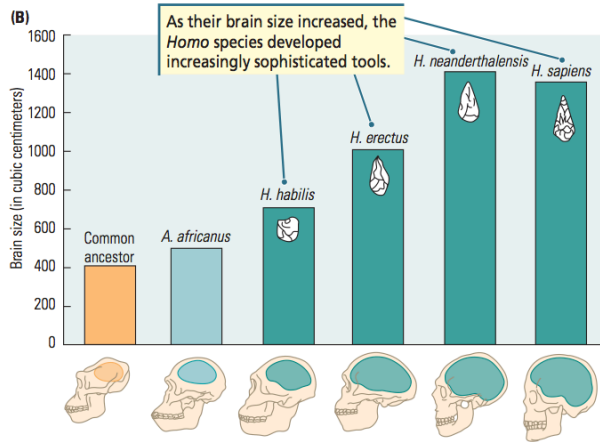 (B)
As their brain size increased, the
Homo species developed
increasingly sophisticated tools.
Brain size (in cubic centimeters)
1600
1400
1200
1000
800
600
400
200
0
Common
ancestor
A. africanus
H. habilis
H. erectus
H. neanderthalensis
H. sapiens